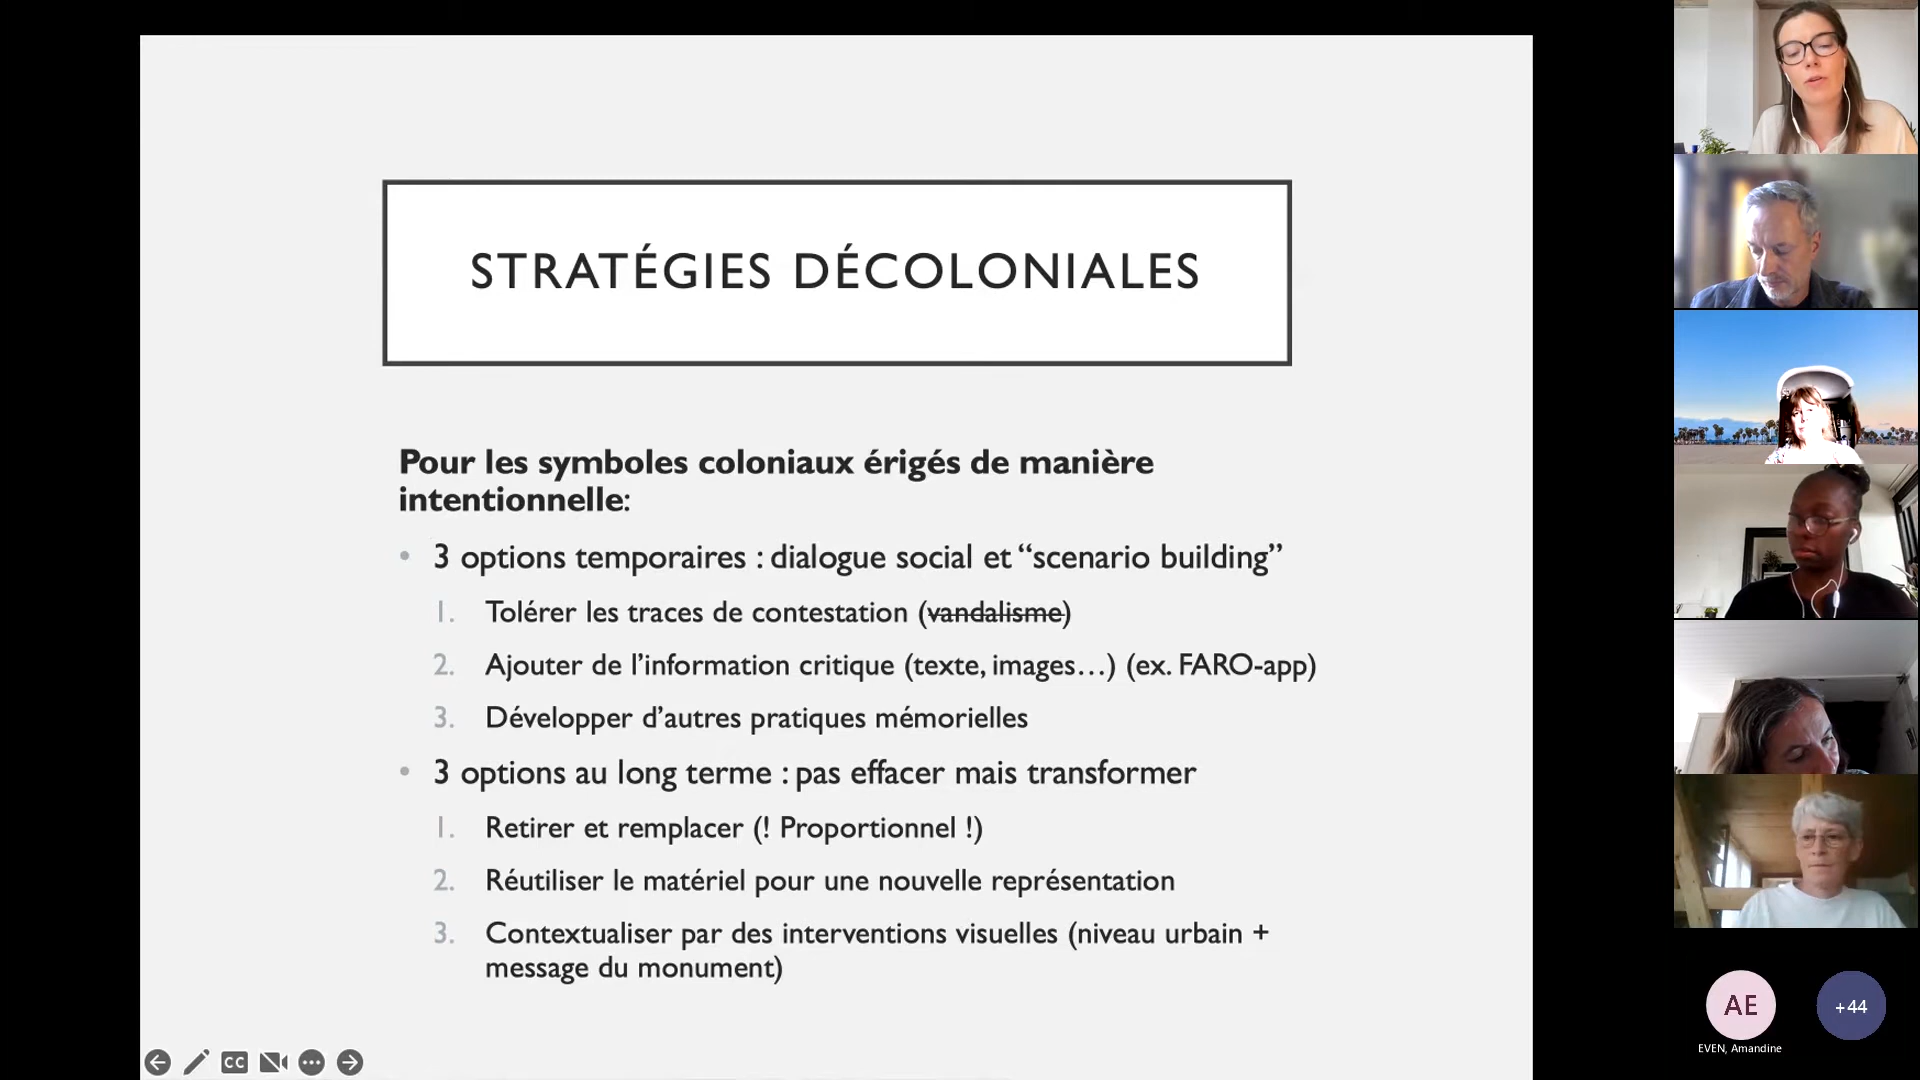 STRATÉGIES DÉCOLONIALES
Pour les symboles coloniaux érigés de manière
intentionnelle:
• 3 options temporaires : dialogue social et “scenario building”
1. Tolérer les traces de contestation (vandalisme)
2. Ajouter de l’information critique (texte, images…) (ex. FARO-app)
3. Développer d’autres pratiques mémorielles
• 3 options au long terme : pas effacer mais transformer
1. Retirer et remplacer (! Proportionnel !)
2. Réutiliser le matériel pour une nouvelle représentation
3. Contextualiser par des interventions visuelles (niveau urbain +
message du monument)
CC
AE
+44
EVEN, Amandine